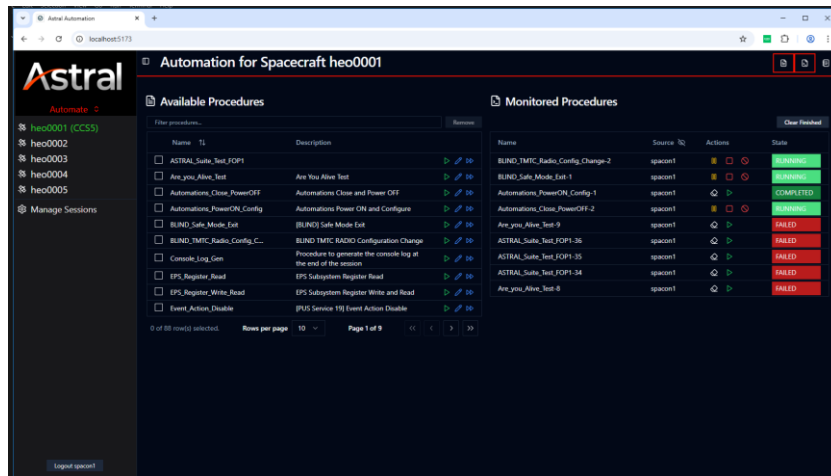 Astral Automation
localhost:5173
Astral
Automate
heo0001 (CCS5)
heo0002
heo0003
heo0004
heo0005
Manage Sessions
Logout spacon1
Automation for Spacecraft heo0001
Available Procedures
Filter procedures...
Remove
Name Description
ASTRAL_Suite_Test_FOP1
Are_you_Alive_Test Are You Alive Test
Automations_Close_PowerOFF Automations Close and Power OFF
Automations_PowerON_Config Automations Power ON and Configure
BLIND_Safe_Mode_Exit [BLIND] Safe Mode Exit
BLIND_TMTC_Radio_Config_C... BLIND TMTC RADIO Configuration Change
Console_Log_Gen Procedure to generate the console log at
the end of the session
EPS_Register_Read EPS Subsystem Register Read
EPS_Register_Write_Read EPS Subsystem Register Write and Read
Event_Action_Disable [PUS Service 19] Event Action Disable
0 of 88 row(s) selected. Rows per page 10 Page 1 of 9
Monitored Procedures
Clear Finished
Name Source Actions State
BLIND_TMTC_Radio_Config_Change-2 spacon1 RUNNING
BLIND_Safe_Mode_Exit-1 spacon1 RUNNING
Automations_PowerON_Config-1 spacon1 COMPLETED
Automations_Close_PowerOFF-2 spacon1 RUNNING
Are_you_Alive_Test-9 spacon1 FAILED
ASTRAL_Suite_Test_FOP1-36 spacon1 FAILED
ASTRAL_Suite_Test_FOP1-35 spacon1 FAILED
ASTRAL_Suite_Test_FOP1-34 spacon1 FAILED
Are_you_Alive_Test-8 spacon1 FAILED